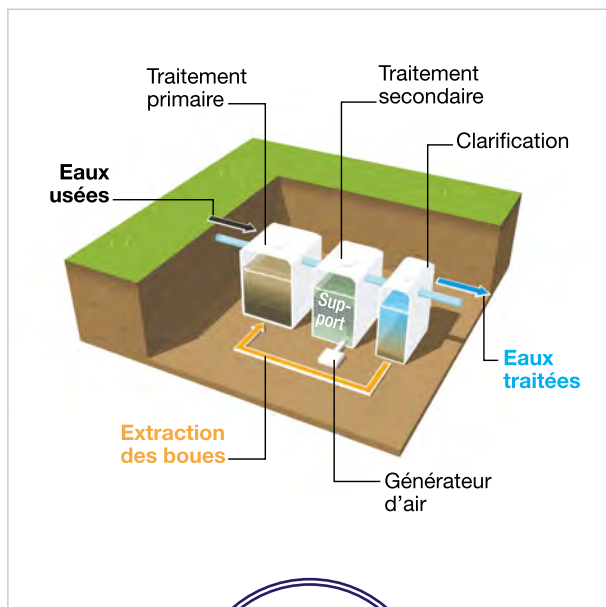 Traitement
primaire
Traitement
secondaire
Clarification
Eaux
usées
Sup-
port
Eaux
traitées
Extraction
des boues
Générateur
d'air